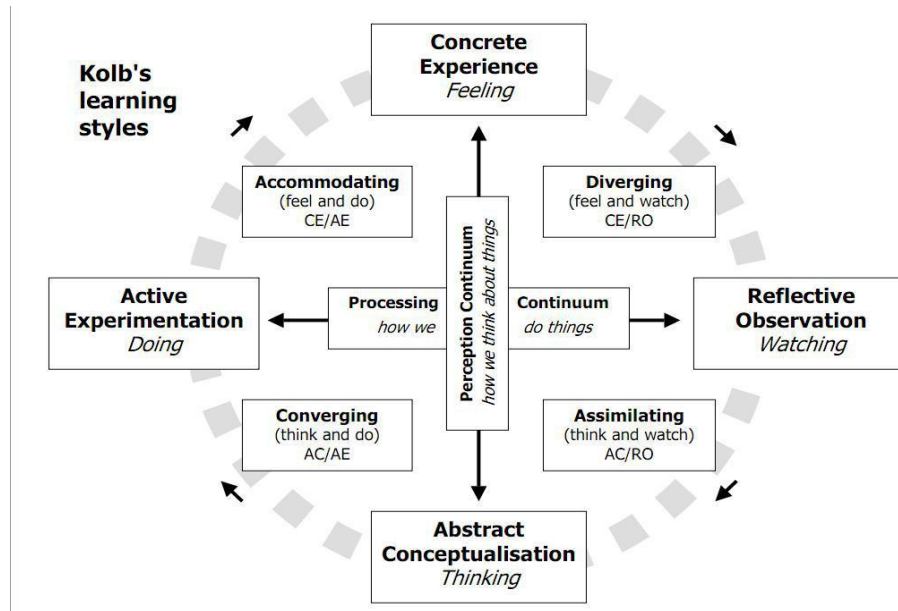 Kolb's
learning
styles
Concrete
Experience
Feeling
Accommodating
(feel and do)
CE/AE
Diverging
(feel and watch)
CE/RO
Active
Experimentation
Doing
Processing
how we
Perception Continuum
how we think about things
Continuum
do things
Reflective
Observation
Watching
Converging
(think and do)
AC/AE
Assimilating
(think and watch)
AC/RO
Abstract
Conceptualisation
Thinking